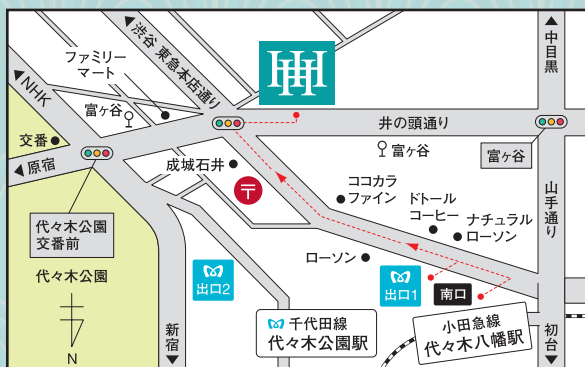 渋谷 東急本店通り
中目黒
ファミリー
マート
NHK
HH
富ヶ谷
井の頭通り
交番
富ヶ谷
富ヶ谷
原宿
成城石井
〒
ココカラ
ファイン
ドトール
コーヒー
ナチュラル
ローソン
山手通り
代々木公園
交番前
ローソン
代々木公園
出口2
出口1
南口
千代田線
代々木公園駅
小田急線
代々木八幡駅
新宿
初台
N